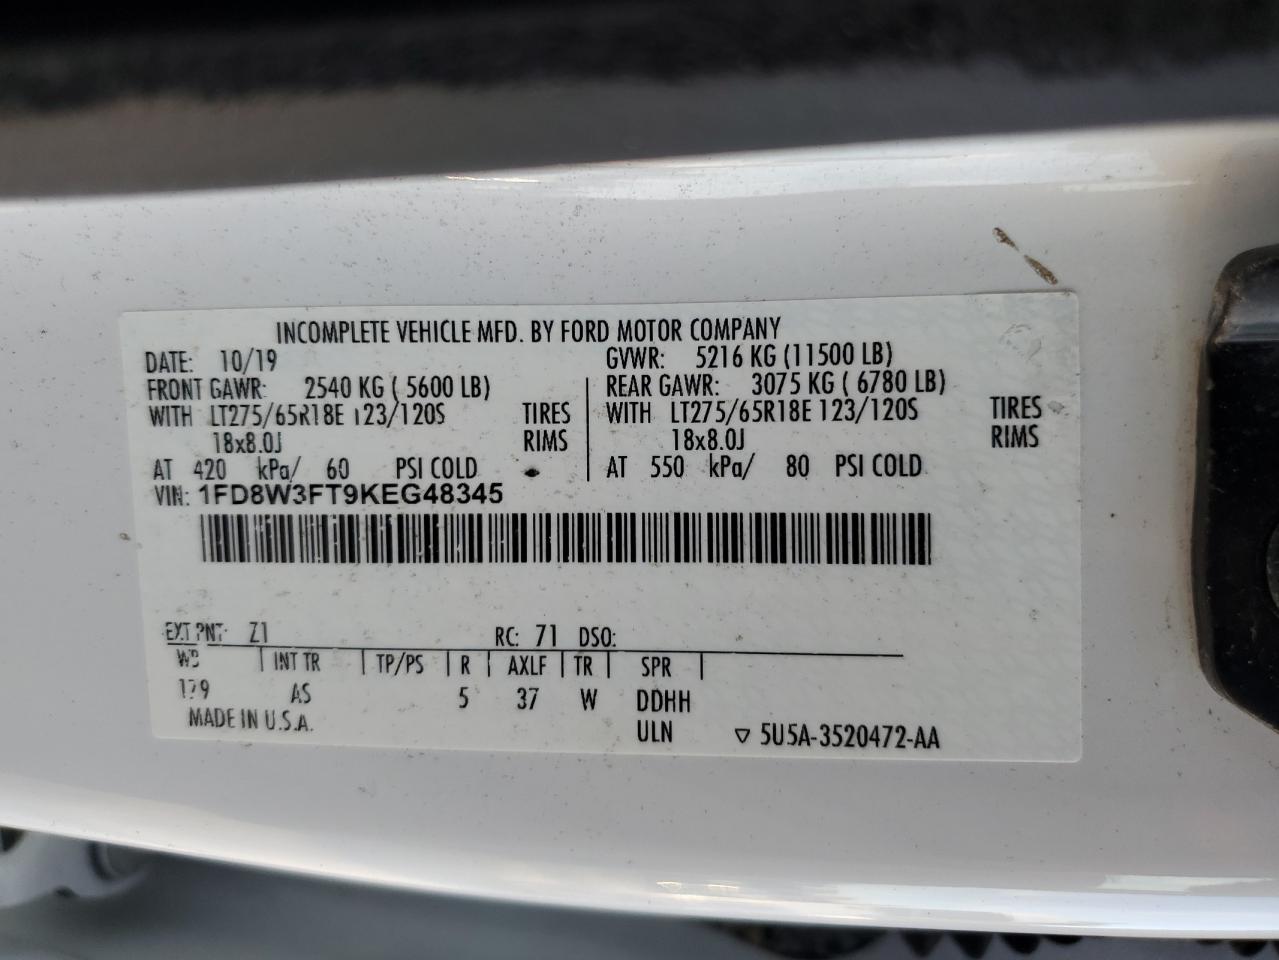 INCOMPLETE VEHICLE MFD. BY FORD MOTOR COMPANY
DATE: 10/19 GVWR: 5216 KG (11500 LB)
FRONT GAWR: 2540 KG ( 5600 LB) REAR GAWR: 3075 KG ( 6780 LB)
WITH LT275/65R18E 123/120S TIRES WITH LT275/65R18E 123/120S TIRES
18x8.0J RIMS 18x8.0J RIMS
AT 420 kPa/ 60 PSI COLD AT 550 kPa/ 80 PSI COLD
VIN: 1FD8W3FT9KEG48345
EXT PNT: Z1 RC: 71 DSO:
WB INT TR TP/PS R AXLF TR SPR
179 AS 5 37 W DDHH
MADE IN U.S.A. ULN ▽ 5U5A-3520472-AA